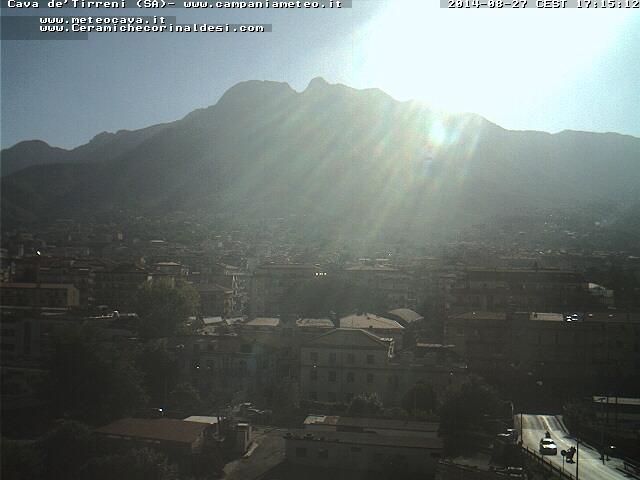 Cava de'Tirreni (SA)- www.campaniameteo.it
2014-08-27 CEST 17:15:12
www.meteocava.it
www.Ceramichecorinaldesi.com